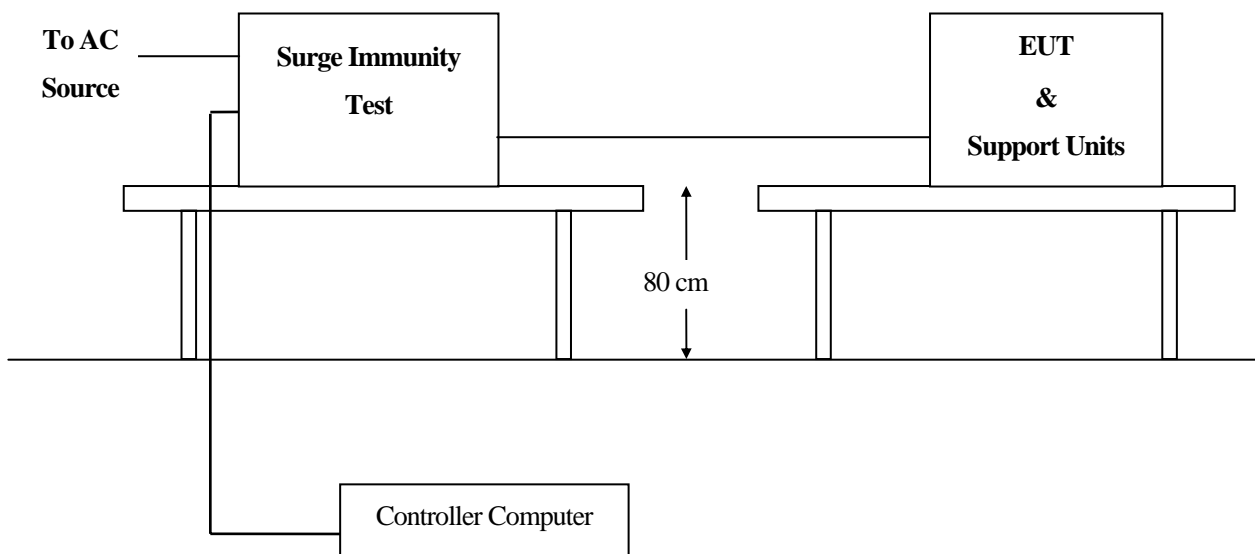 To AC
Source
Surge Immunity
Test
EUT
&
Support Units
80 cm
Controller Computer